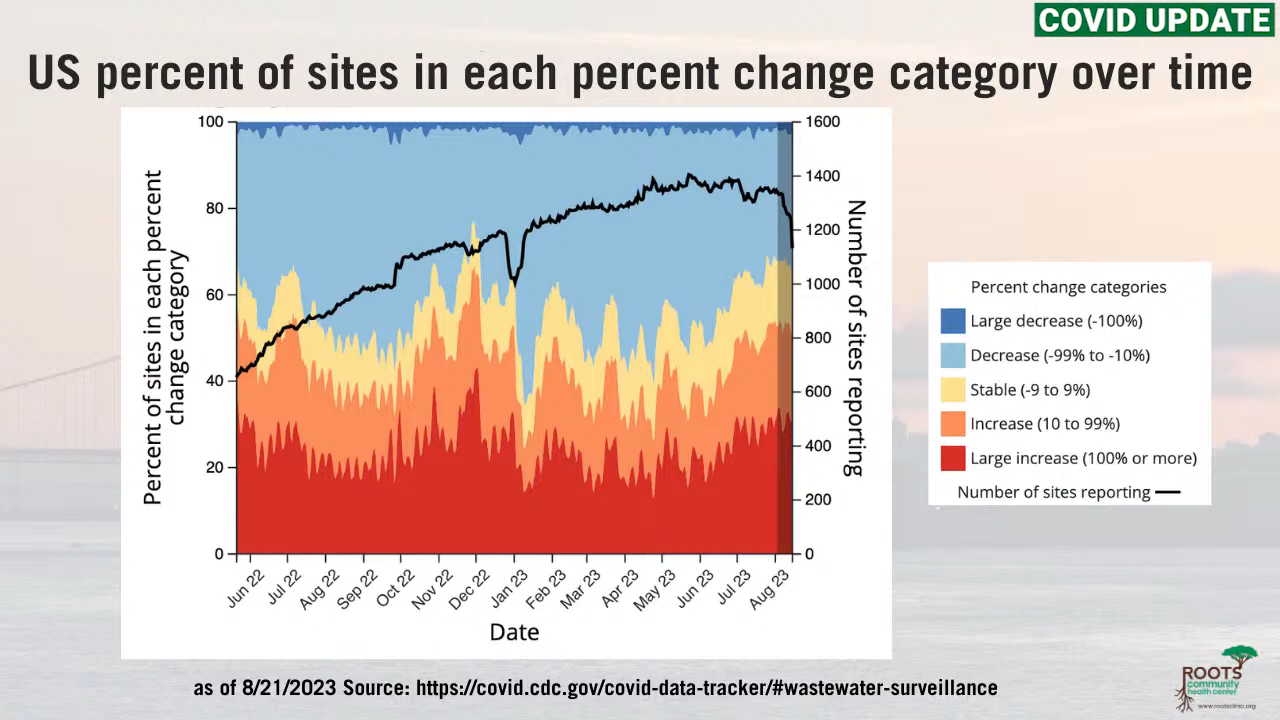 COVID UPDATE
US percent of sites in each percent change category over time
Percent of sites in each percent
change category
100
80
60
40
20
0
1600
1400
1200
1000
800
600
400
200
0
Number of sites reporting
Jun 22
Jul 22
Aug 22
Sep 22
Oct 22
Nov 22
Dec 22
Jan 23
Feb 23
Mar 23
Apr 23
May 23
Jun 23
Jul 23
Aug 23
Date
Percent change categories
Large decrease (-100%)
Decrease (-99% to -10%)
Stable (-9 to 9%)
Increase (10 to 99%)
Large increase (100% or more)
Number of sites reporting
as of 8/21/2023 Source: https://covid.cdc.gov/covid-data-tracker/#wastewater-surveillance
ROOTS
community
health center
www.rootsclinic.org